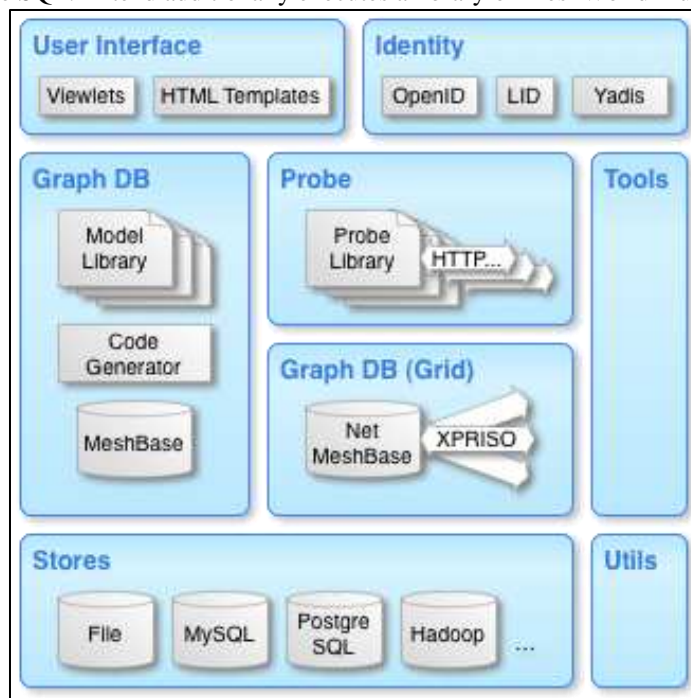 User Interface
Viewlets
HTML Templates
Identity
OpenID
LID
Yadis
Graph DB
Model
Library
Code
Generator
MeshBase
Probe
Probe
Library
HTTP...
Graph DB (Grid)
Net
MeshBase
XPRISO
Tools
Stores
File
MySQL
Postgre
SQL
Hadoop
...
Utils